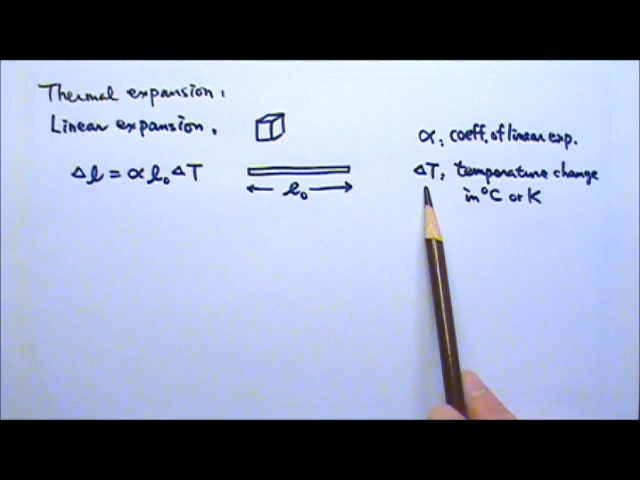 Thermal expansion:
Linear expansion.
Δl = α l₀ ΔT
l₀
α: coeff. of linear exp.
ΔT: temperature change
in °C or K